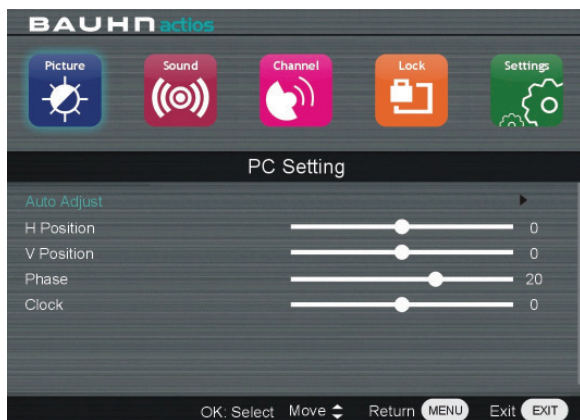 BAUHN actios
Picture Sound Channel Lock Settings
PC Setting
Auto Adjust
H Position 0
V Position 0
Phase 20
Clock 0
OK: Select Move Return MENU Exit EXIT